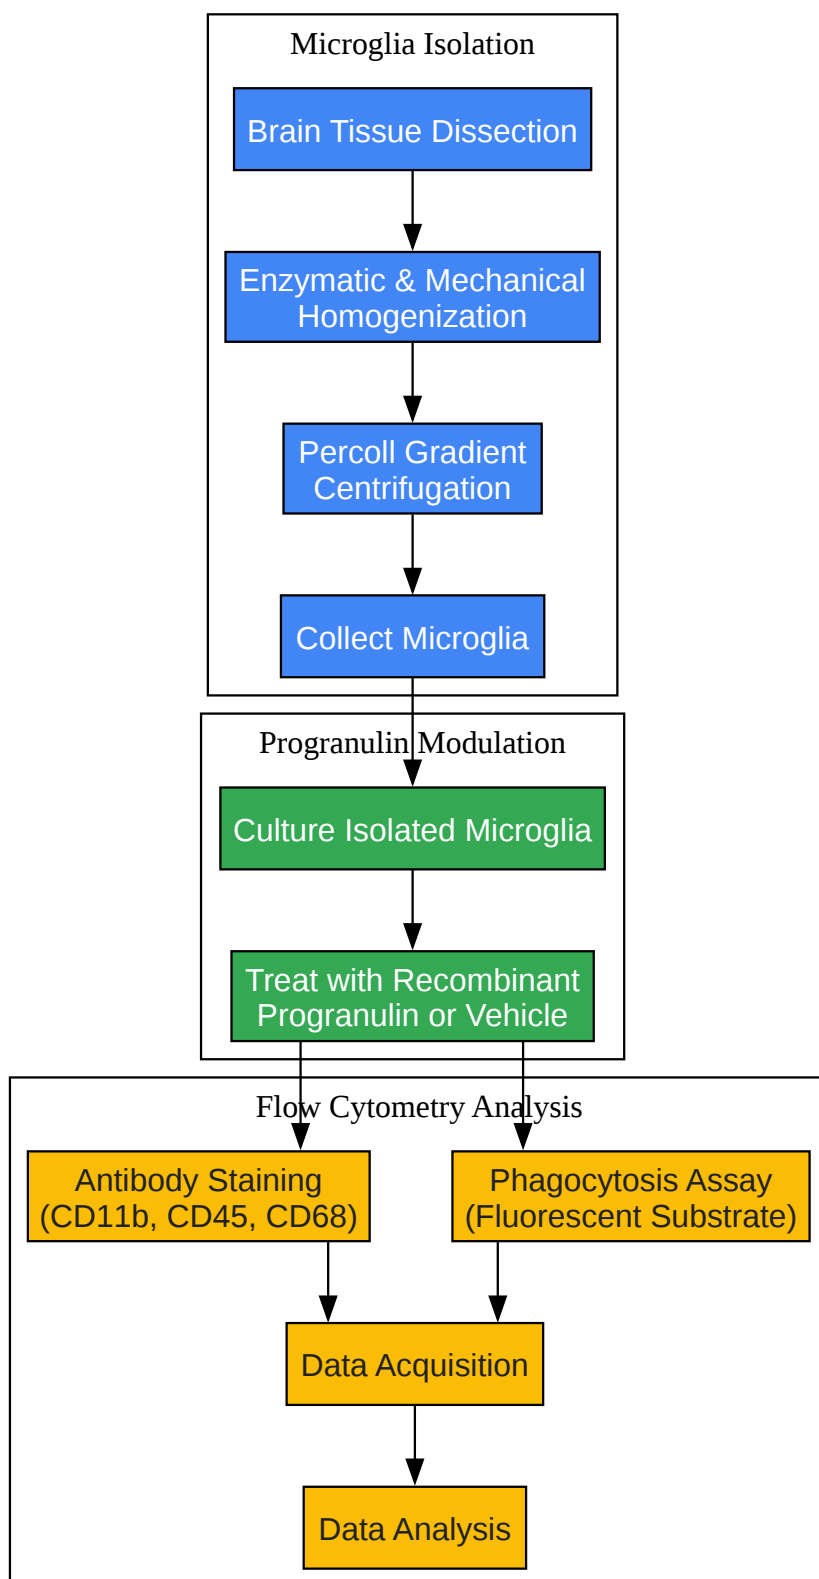 Microglia Isolation
Brain Tissue Dissection
Enzymatic & Mechanical
Homogenization
Percoll Gradient
Centrifugation
Collect Microglia
Progranulin Modulation
Culture Isolated Microglia
Treat with Recombinant
Progranulin or Vehicle
Flow Cytometry Analysis
Antibody Staining
(CD11b, CD45, CD68)
Phagocytosis Assay
(Fluorescent Substrate)
Data Acquisition
Data Analysis